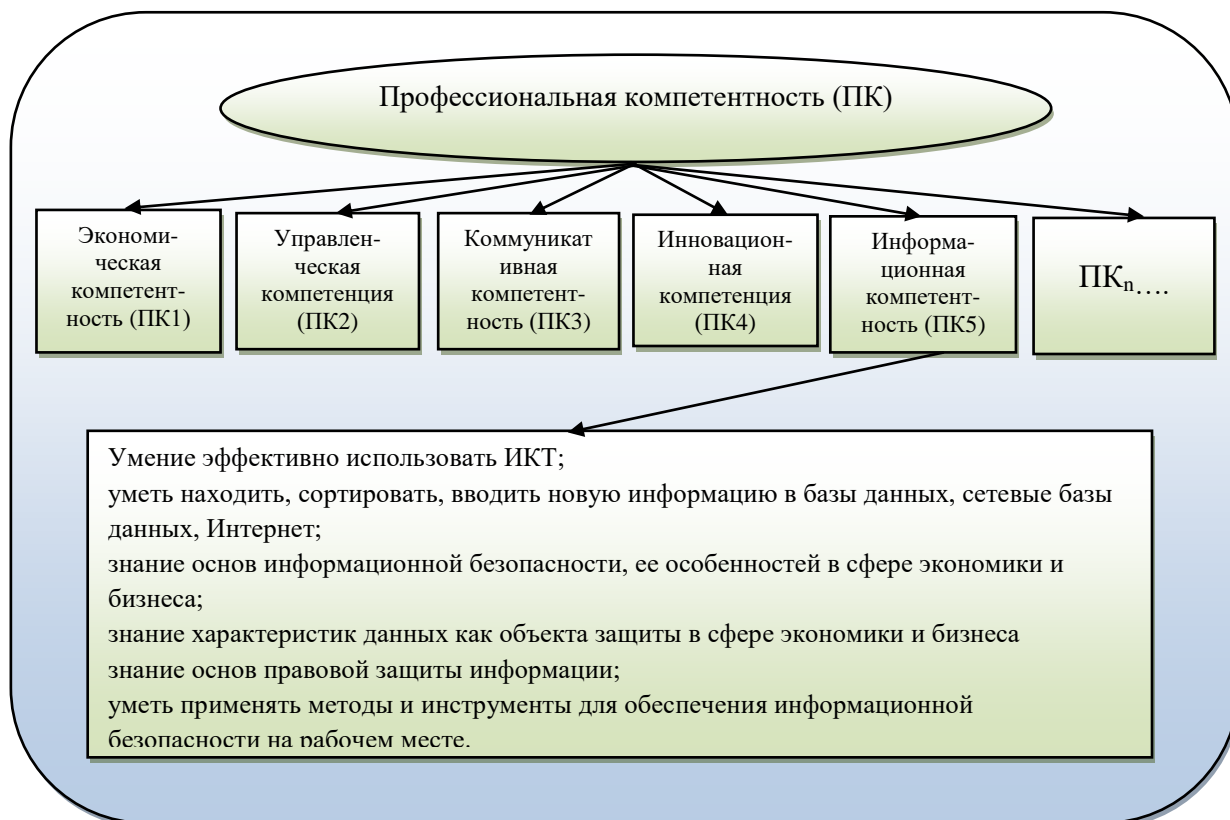 Профессиональная компетентность (ПК)
Экономи-
ческая
компетент-
ность (ПК1)
Управлен-
ческая
компетенция
(ПК2)
Коммуникат
ивная
компетент-
ность (ПК3)
Инновацион-
ная
компетенция
(ПК4)
Информа-
ционная
компетент-
ность (ПК5)
ПКn….
Умение эффективно использовать ИКТ;
уметь находить, сортировать, вводить новую информацию в базы данных, сетевые базы
данных, Интернет;
знание основ информационной безопасности, ее особенностей в сфере экономики и
бизнеса;
знание характеристик данных как объекта защиты в сфере экономики и бизнеса
знание основ правовой защиты информации;
уметь применять методы и инструменты для обеспечения информационной
безопасности на рабочем месте.